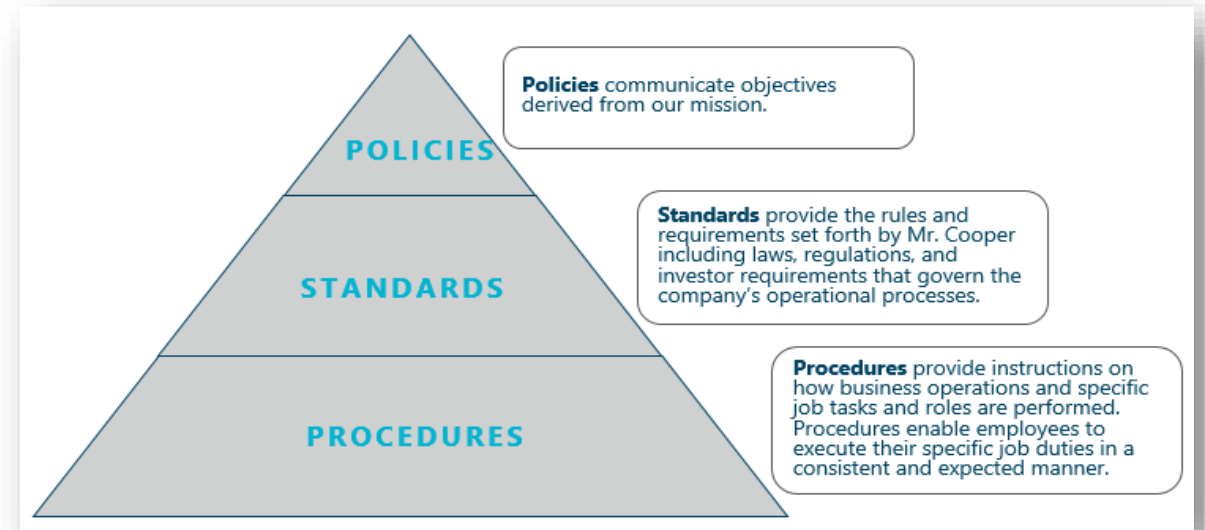 Policies communicate objectives
derived from our mission.
POLICIES
Standards provide the rules and
requirements set forth by Mr. Cooper
including laws, regulations, and
investor requirements that govern the
company's operational processes.
STANDARDS
Procedures provide instructions on
how business operations and specific
job tasks and roles are performed.
Procedures enable employees to
execute their specific job duties in a
consistent and expected manner.
PROCEDURES